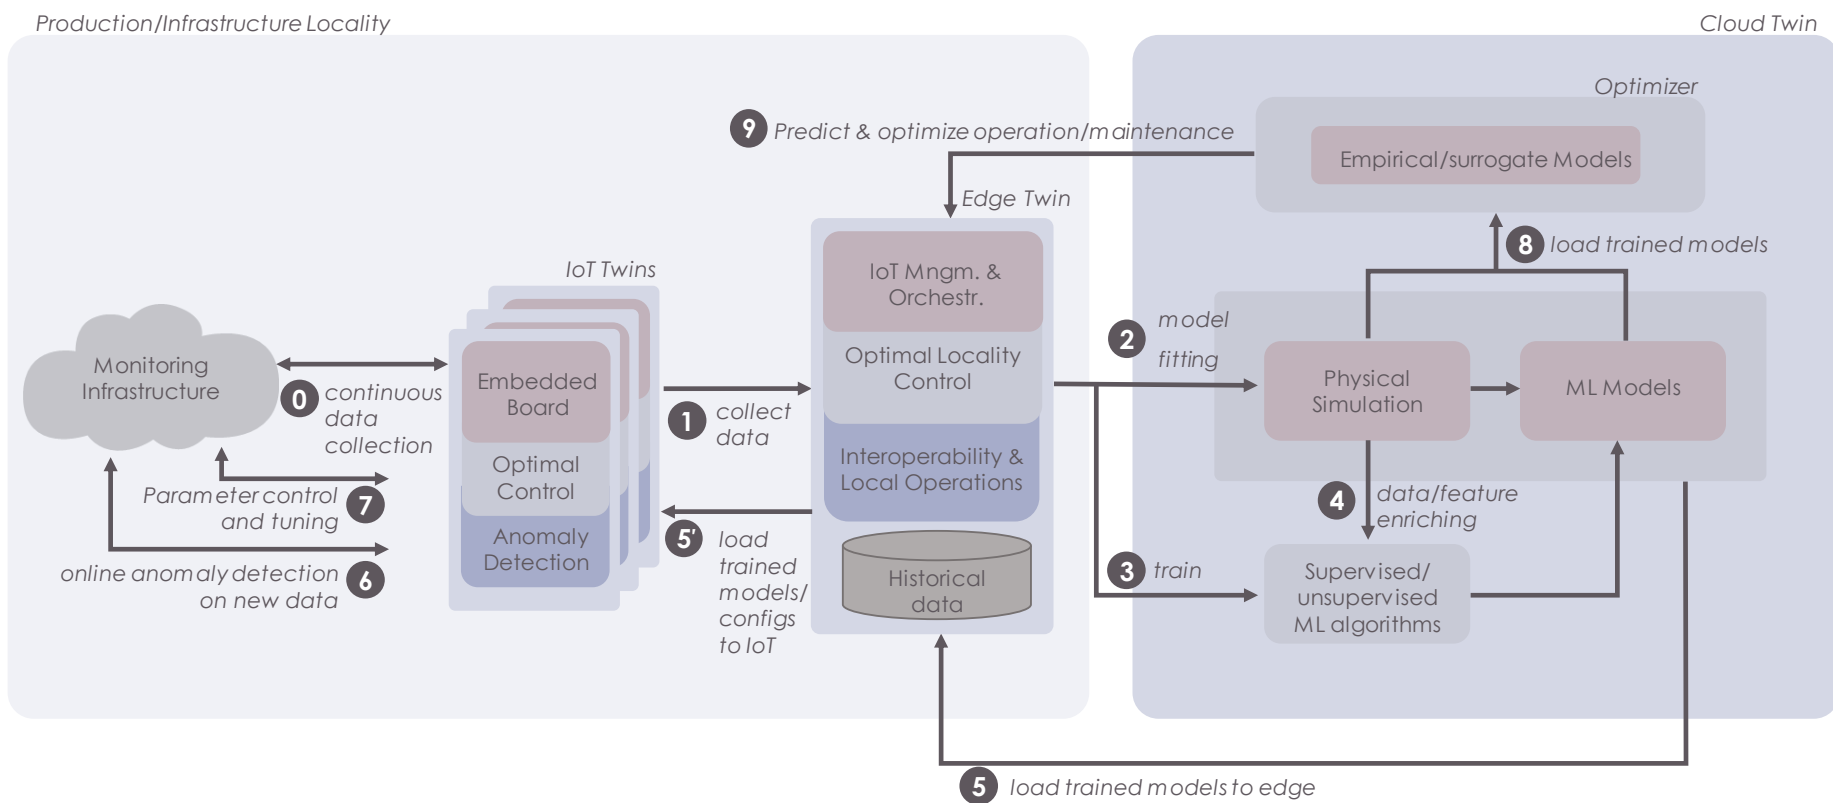 Production/Infrastructure Locality
Cloud Twin
Optimizer
9 Predict & optimize operation/maintenance
Empirical/surrogate Models
Edge Twin
8 load trained models
IoT Twins
IoT Mngm. &
Orchestr.
2 model
fitting
Monitoring
Infrastructure
0 continuous
data
collection
Embedded
Board
1 collect
data
Optimal Locality
Control
Physical
Simulation
ML Models
Parameter control
and tuning 7
Optimal
Control
Interoperability &
Local Operations
4 data/feature
enriching
online anomaly detection
on new data 6
Anomaly
Detection
5' load
trained
models/
configs
to IoT
Historical
data
3 train
Supervised/
unsupervised
ML algorithms
5 load trained models to edge